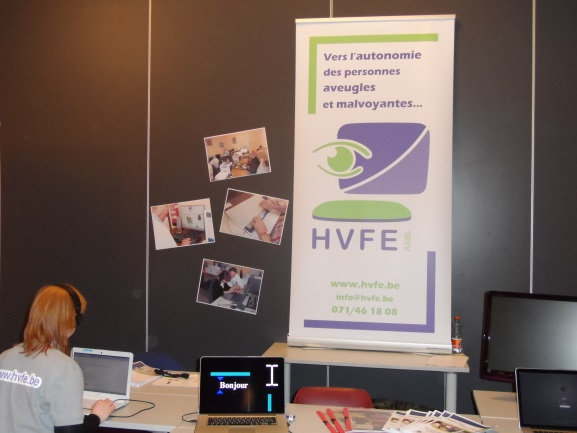 Vers l'autonomie
des personnes
aveugles
et malvoyantes...
HVFE
ASBL
www.hvfe.be
info@hvfe.be
071/46 18 08
www.hvfe.be
Bonjour